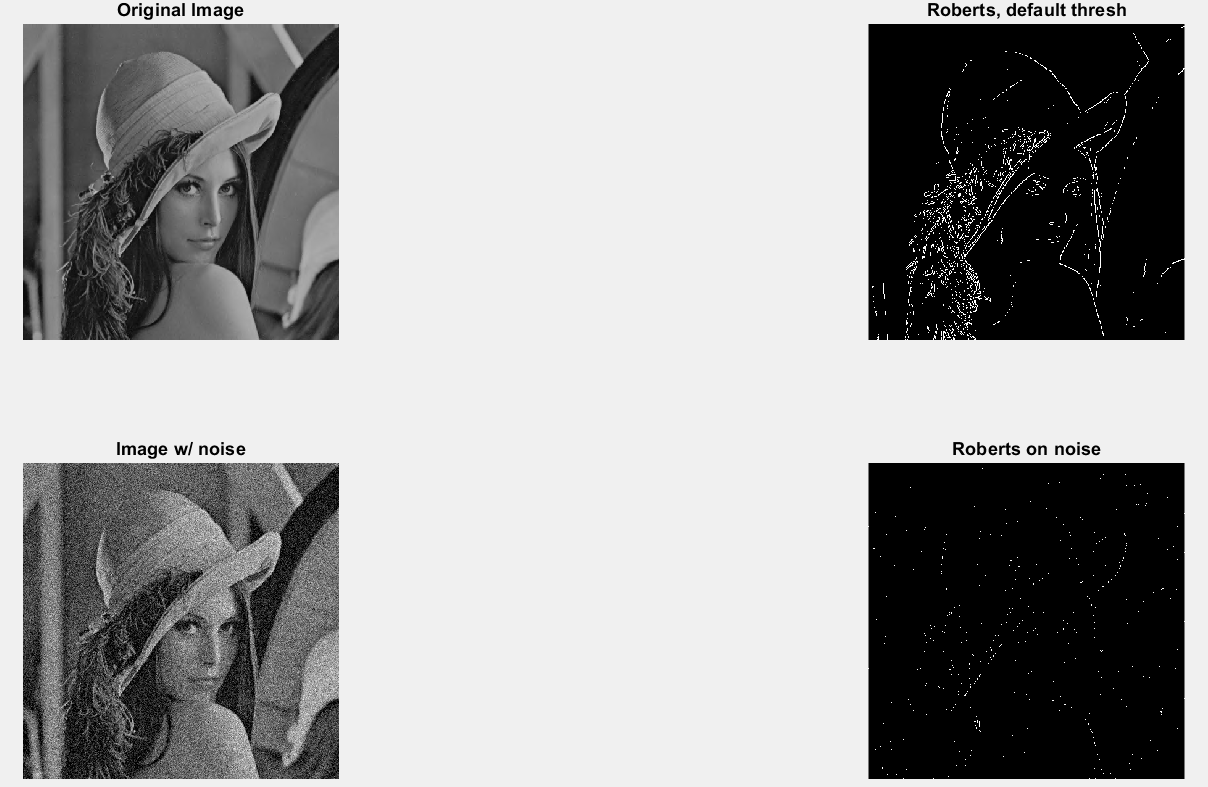 Original Image
Roberts, default thresh
Image w/ noise
Roberts on noise